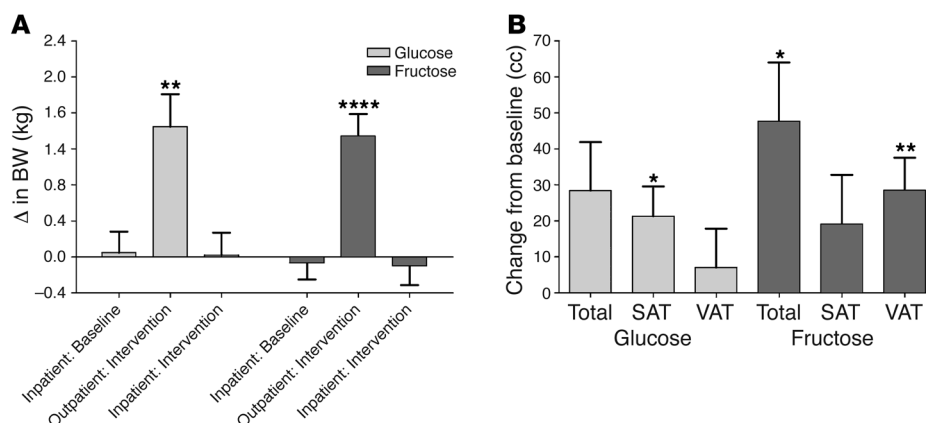 A
Δ in BW (kg)
2.4
2.0
1.6
1.4
0.8
0.4
0.0
–0.4
Glucose
Fructose
**
****
Inpatient: Baseline
Outpatient: Intervention
Inpatient: Intervention
Inpatient: Baseline
Outpatient: Intervention
Inpatient: Intervention
B
Change from baseline (cc)
70
60
50
40
30
20
10
0
*
*
**
Total SAT VAT Total SAT VAT
Glucose Fructose